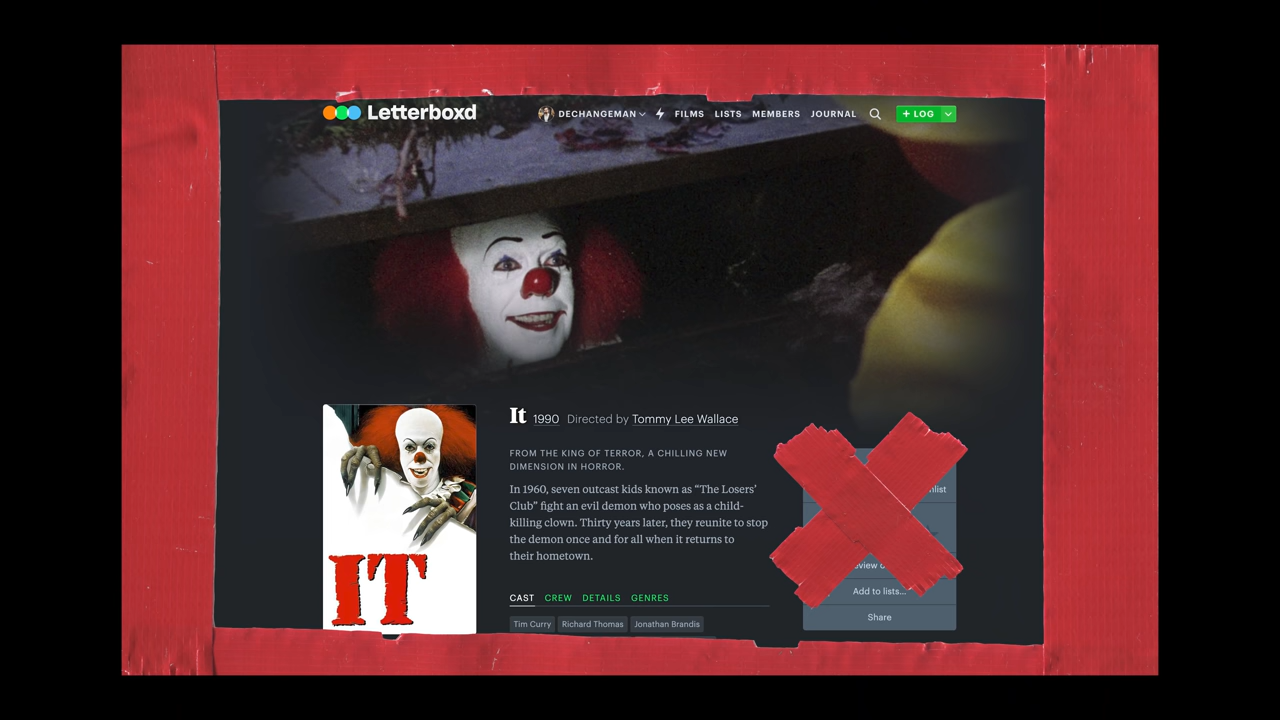 Letterboxd
DECHANGEMAN FILMS LISTS MEMBERS JOURNAL + LOG
It 1990 Directed by Tommy Lee Wallace
FROM THE KING OF TERROR, A CHILLING NEW
DIMENSION IN HORROR.
In 1960, seven outcast kids known as “The Losers’
Club” fight an evil demon who poses as a child-
killing clown. Thirty years later, they reunite to stop
the demon once and for all when it returns to
their hometown.
CAST CREW DETAILS GENRES
Tim Curry Richard Thomas Jonathan Brandis
IT
Add to lists...
Share